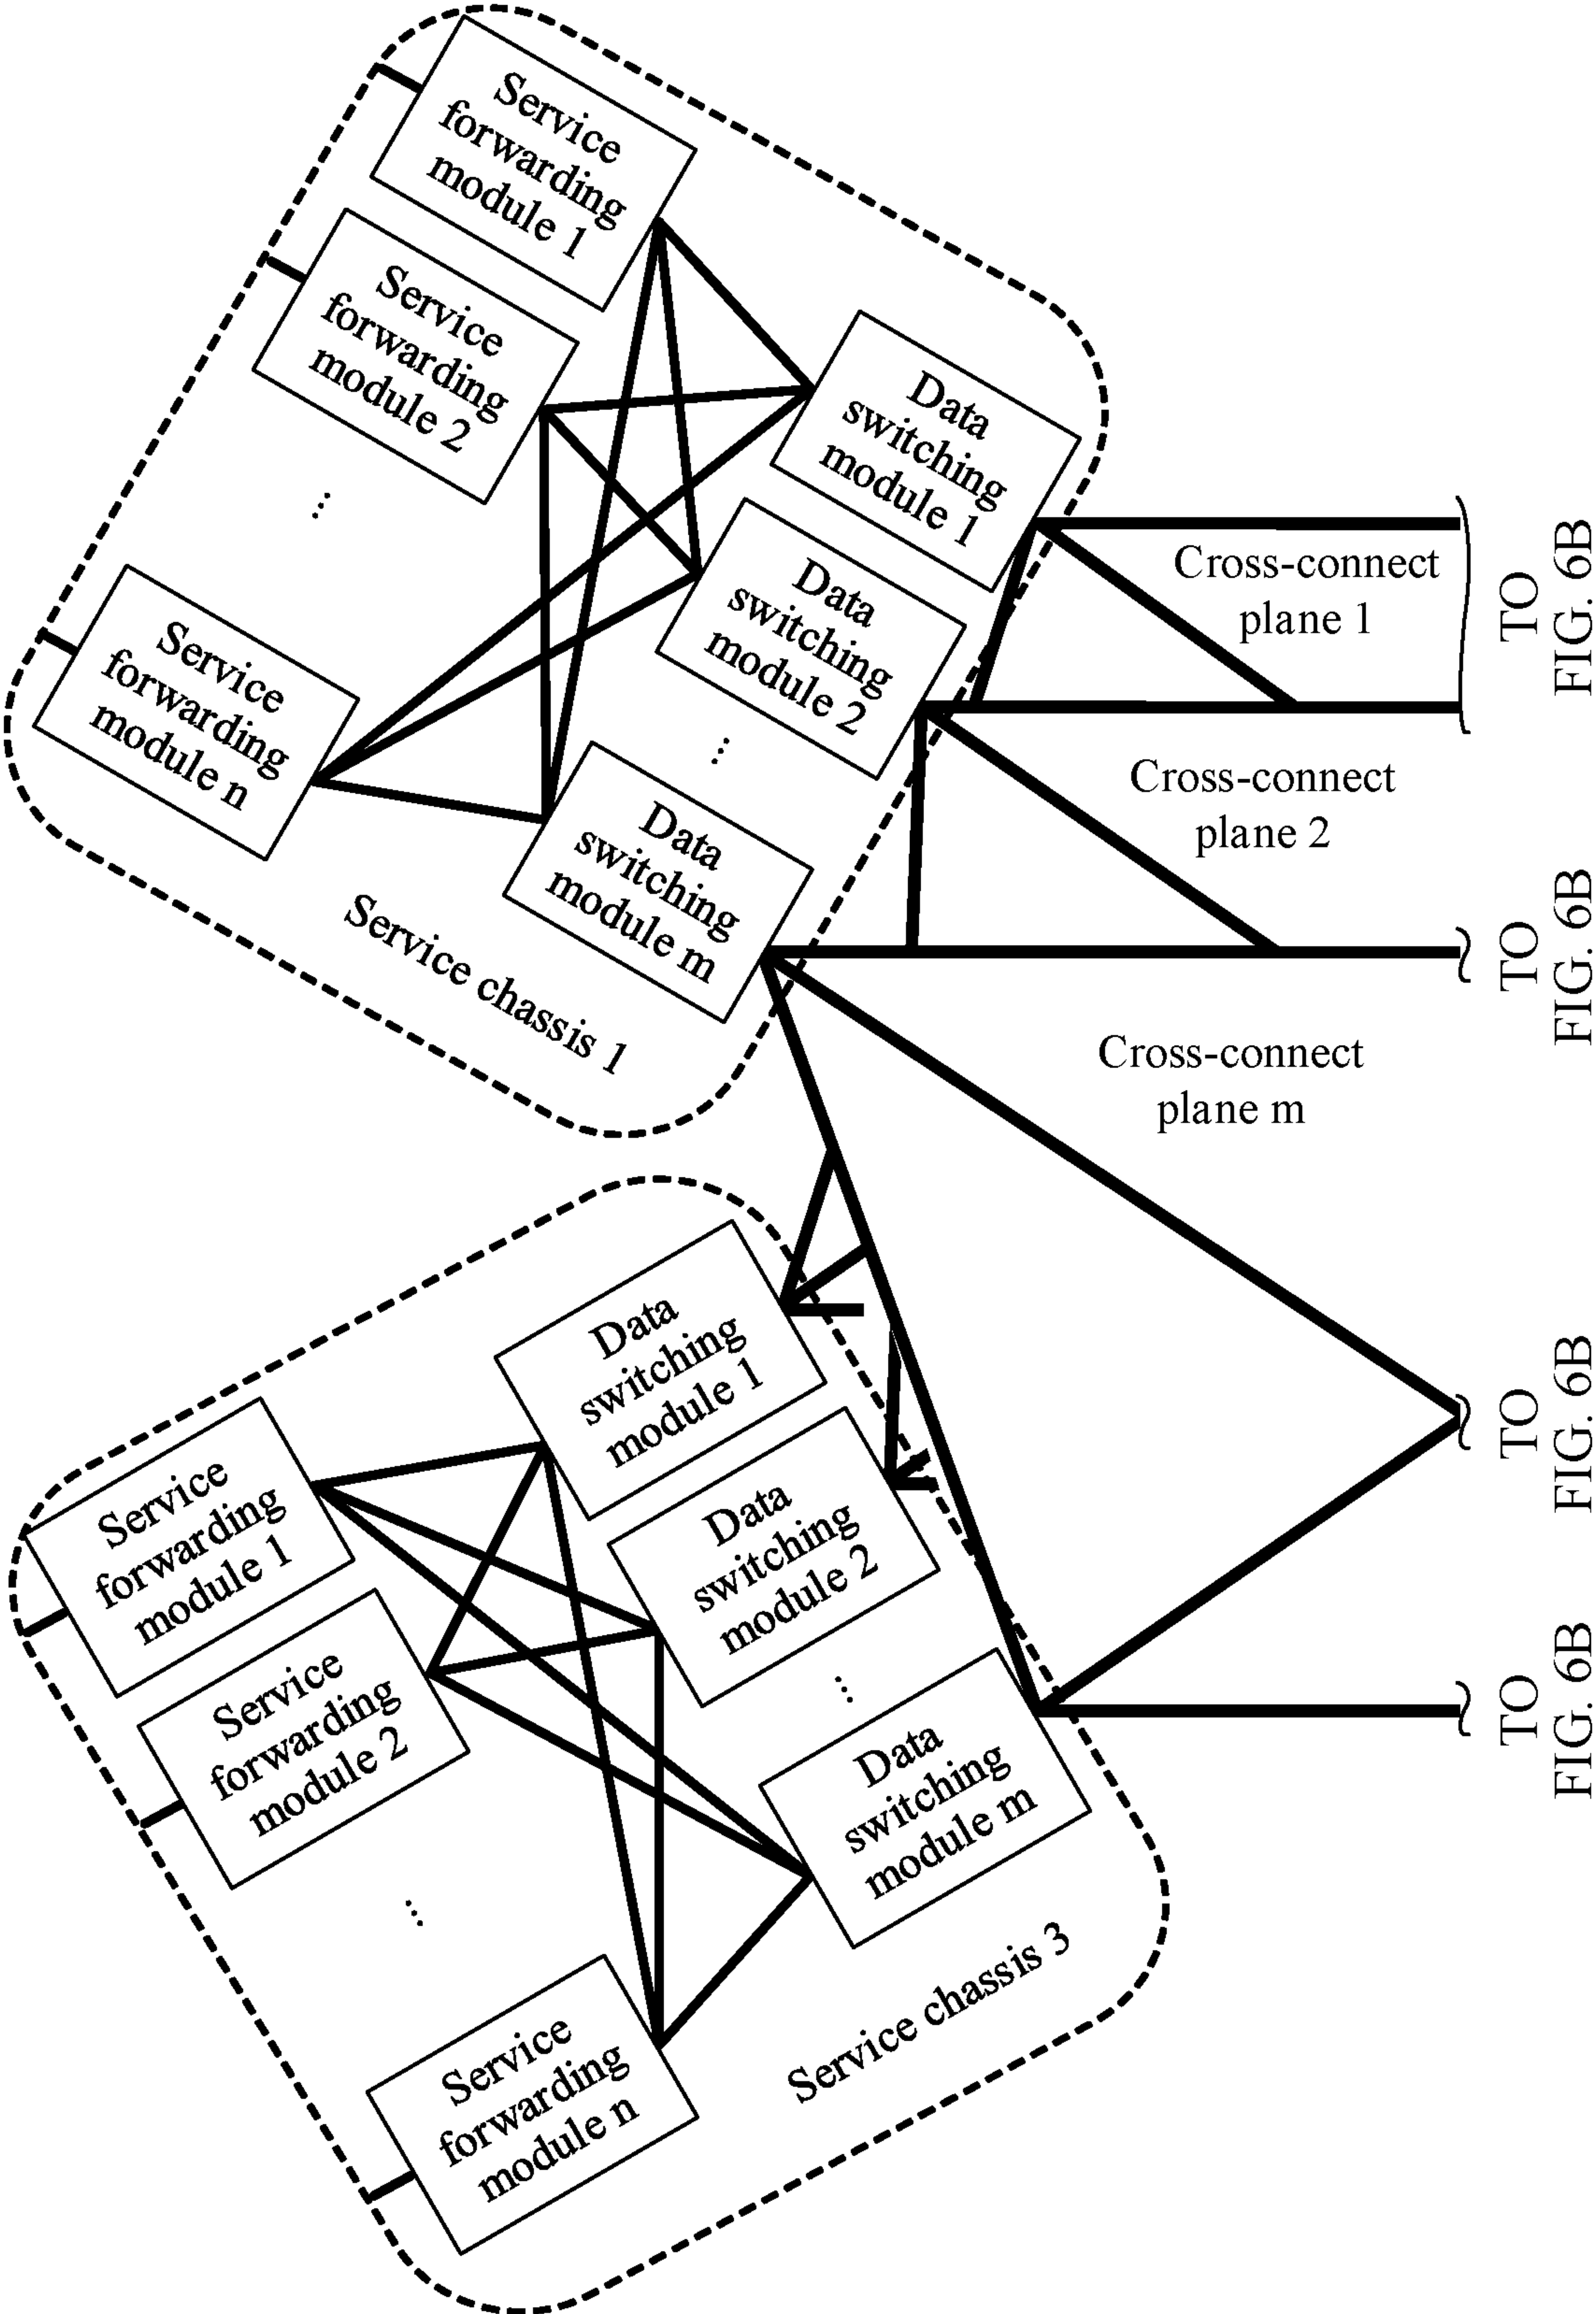 Service
forwarding
module 1
Service
forwarding
module 2
...
Service
forwarding
module n
Data
switching
module 1
Data
switching
module 2
...
Data
switching
module m
Service chassis 1
Cross-connect
plane 1
Cross-connect
plane 2
Cross-connect
plane m
TO
FIG. 6B
TO
FIG. 6B
TO
FIG. 6B
TO
FIG. 6B
Data
switching
module 1
Data
switching
module 2
...
Data
switching
module m
Service
forwarding
module 1
Service
forwarding
module 2
...
Service
forwarding
module n
Service chassis 3